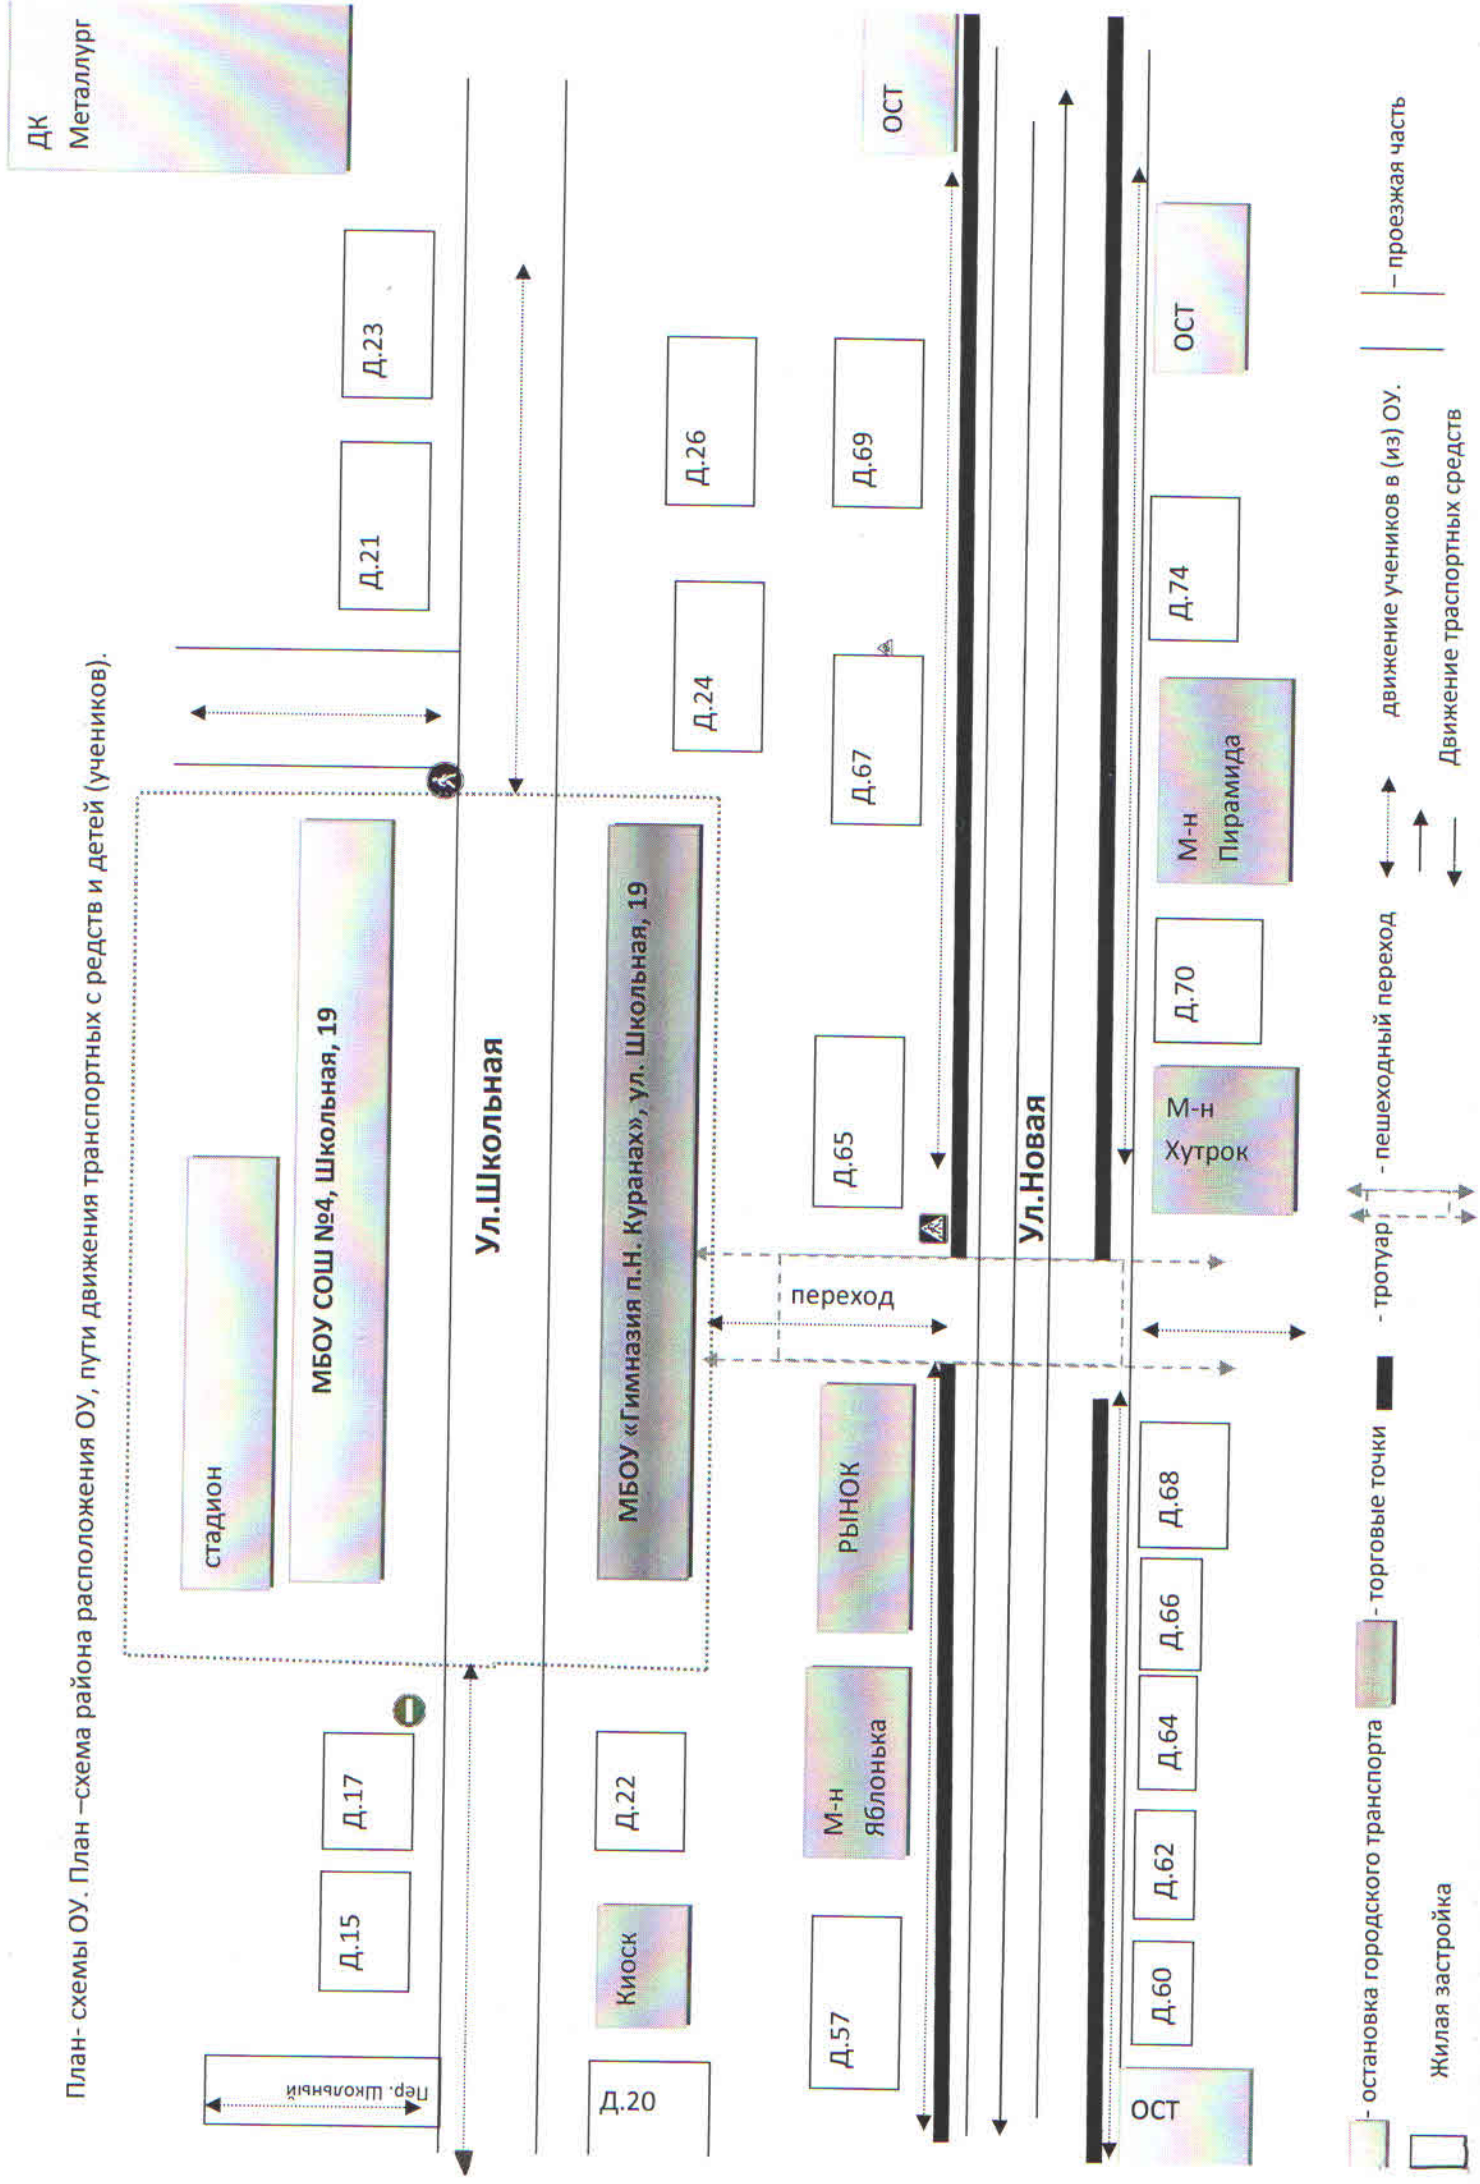 План- схемы ОУ. План –схема района расположения ОУ, пути движения транспортных с редств и детей (учеников).
ДК
Металлург
стадион
МБОУ СОШ №4, Школьная, 19
Пер. Школьный
Д.15
Д.17
Д.21
Д.23
Ул.Школьная
Д.20
Киоск
Д.22
МБОУ «Гимназия п.Н. Куранах», ул. Школьная, 19
Д.24
Д.26
переход
Д.57
М-н
Яблонька
РЫНОК
Д.65
Д.67
Д.69
ОСТ
Ул.Новая
ОСТ
Д.60
Д.62
Д.64
Д.66
Д.68
М-н
Хутрок
Д.70
М-н
Пирамида
Д.74
ОСТ
- остановка городского транспорта
- торговые точки
- тротуар
- пешеходный переход
движение учеников в (из) ОУ.
– проезжая часть
Жилая застройка
Движение траспортных средств